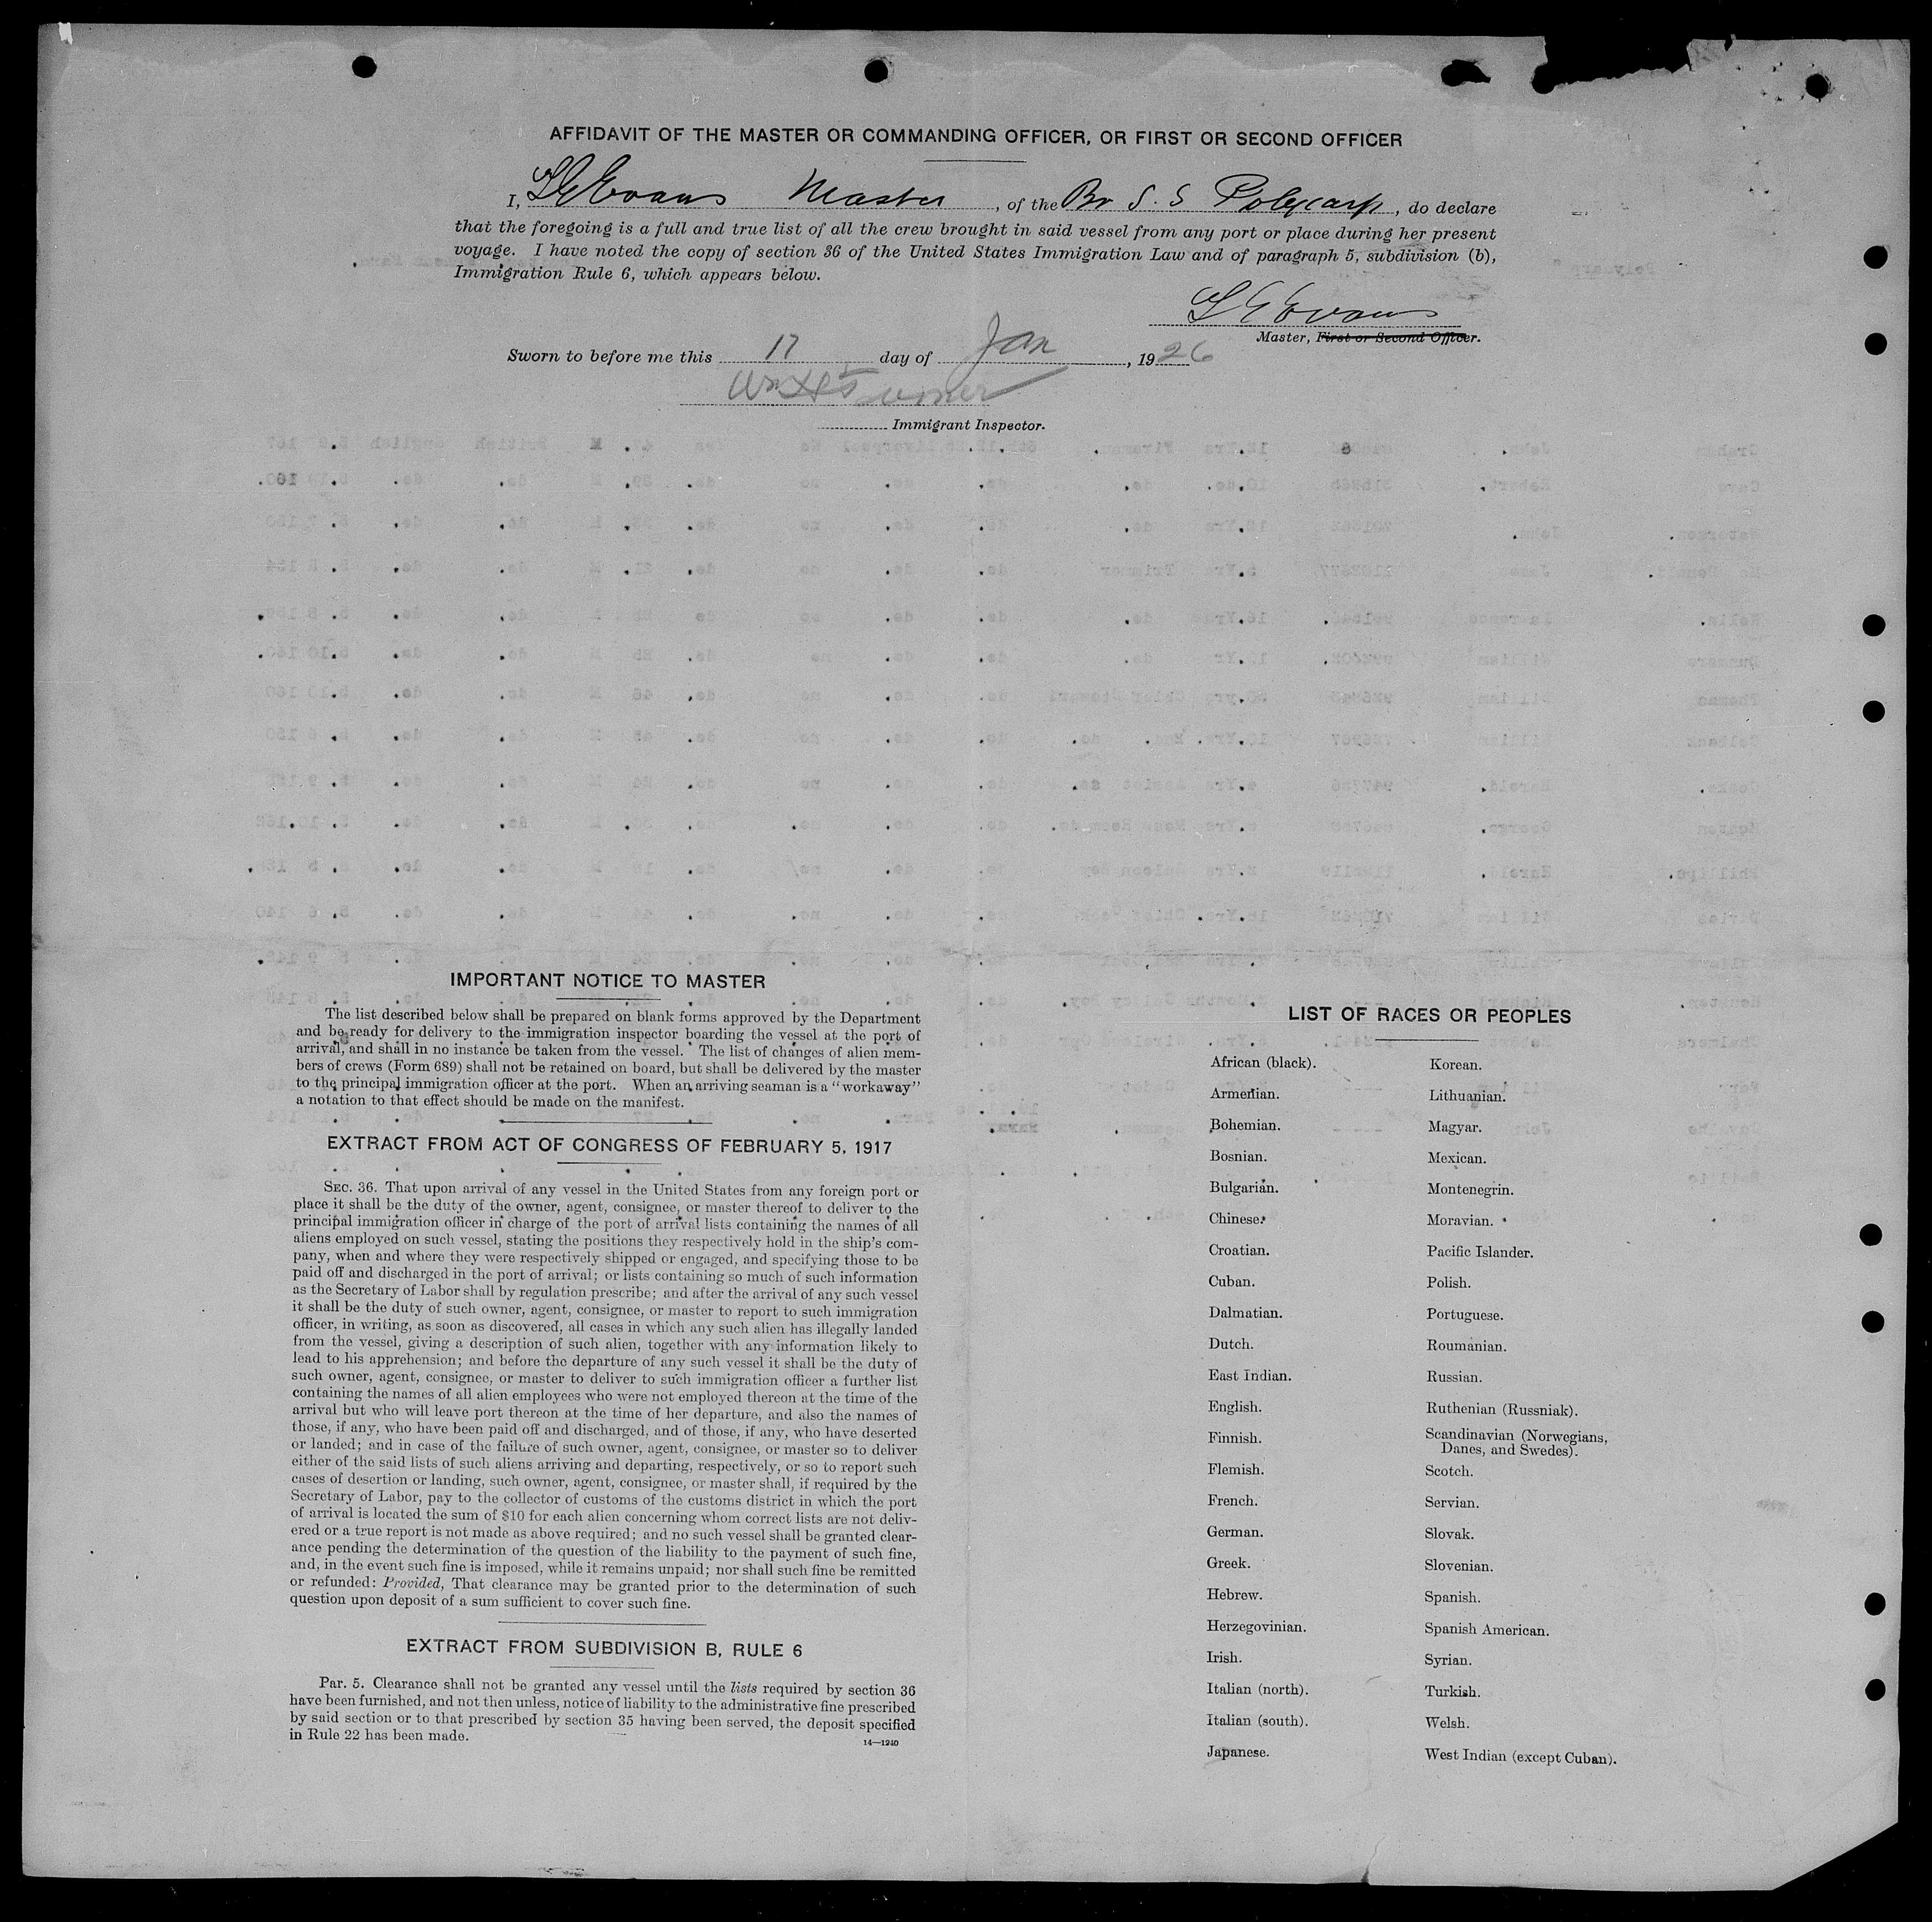 AFFIDAVIT OF THE MASTER OR COMMANDING OFFICER, OR FIRST OR SECOND OFFICER
I, L E Evans Master, of the Br S. S Polycarp, do declare
that the foregoing is a full and true list of all the crew brought in said vessel from any port or place during her present
voyage. I have noted the copy of section 36 of the United States Immigration Law and of paragraph 5, subdivision (b),
Immigration Rule 6, which appears below.
L E Evans
Master, First or Second Officer.
Sworn to before me this 17 day of Jan, 1926
Immigrant Inspector.
IMPORTANT NOTICE TO MASTER
The list described below shall be prepared on blank forms approved by the Department
and be ready for delivery to the immigration inspector boarding the vessel at the port of
arrival, and shall in no instance be taken from the vessel. The list of changes of alien mem-
bers of crews (Form 689) shall not be retained on board, but shall be delivered by the master
to the principal immigration officer at the port. When an arriving seaman is a "workaway"
a notation to that effect should be made on the manifest.
EXTRACT FROM ACT OF CONGRESS OF FEBRUARY 5, 1917
SEC. 36. That upon arrival of any vessel in the United States from any foreign port or
place it shall be the duty of the owner, agent, consignee, or master thereof to deliver to the
principal immigration officer in charge of the port of arrival lists containing the names of all
aliens employed on such vessel, stating the positions they respectively hold in the ship's com-
pany, when and where they were respectively shipped or engaged, and specifying those to be
paid off and discharged in the port of arrival; or lists containing so much of such information
as the Secretary of Labor shall by regulation prescribe; and after the arrival of any such vessel
it shall be the duty of such owner, agent, consignee, or master to report to such immigration
officer, in writing, as soon as discovered, all cases in which any such alien has illegally landed
from the vessel, giving a description of such alien, together with any information likely to
lead to his apprehension; and before the departure of any such vessel it shall be the duty of
such owner, agent, consignee, or master to deliver to such immigration officer a further list
containing the names of all alien employees who were not employed thereon at the time of the
arrival but who will leave port thereon at the time of her departure, and also the names of
those, if any, who have been paid off and discharged, and of those, if any, who have deserted
or landed; and in case of the failure of such owner, agent, consignee, or master so to deliver
either of the said lists of such aliens arriving and departing, respectively, or so to report such
cases of desertion or landing, such owner, agent, consignee, or master shall, if required by the
Secretary of Labor, pay to the collector of customs of the customs district in which the port
of arrival is located the sum of $10 for each alien concerning whom correct lists are not deliv-
ered or a true report is not made as above required; and no such vessel shall be granted clear-
ance pending the determination of the question of the liability to the payment of such fine,
and, in the event such fine is imposed, while it remains unpaid; nor shall such fine be remitted
or refunded: Provided, That clearance may be granted prior to the determination of such
question upon deposit of a sum sufficient to cover such fine.
EXTRACT FROM SUBDIVISION B, RULE 6
Par. 5. Clearance shall not be granted any vessel until the lists required by section 36
have been furnished, and not then unless, notice of liability to the administrative fine prescribed
by said section or to that prescribed by section 35 having been served, the deposit specified
in Rule 22 has been made.
14—1240
LIST OF RACES OR PEOPLES
African (black).
Armenian.
Bohemian.
Bosnian.
Bulgarian.
Chinese.
Croatian.
Cuban.
Dalmatian.
Dutch.
East Indian.
English.
Finnish.
Flemish.
French.
German.
Greek.
Hebrew.
Herzegovinian.
Irish.
Italian (north).
Italian (south).
Japanese.
Korean.
Lithuanian.
Magyar.
Mexican.
Montenegrin.
Moravian.
Pacific Islander.
Polish.
Portuguese.
Roumanian.
Russian.
Ruthenian (Russniak).
Scandinavian (Norwegians,
Danes, and Swedes).
Scotch.
Servian.
Slovak.
Slovenian.
Spanish.
Spanish American.
Syrian.
Turkish.
Welsh.
West Indian (except Cuban).